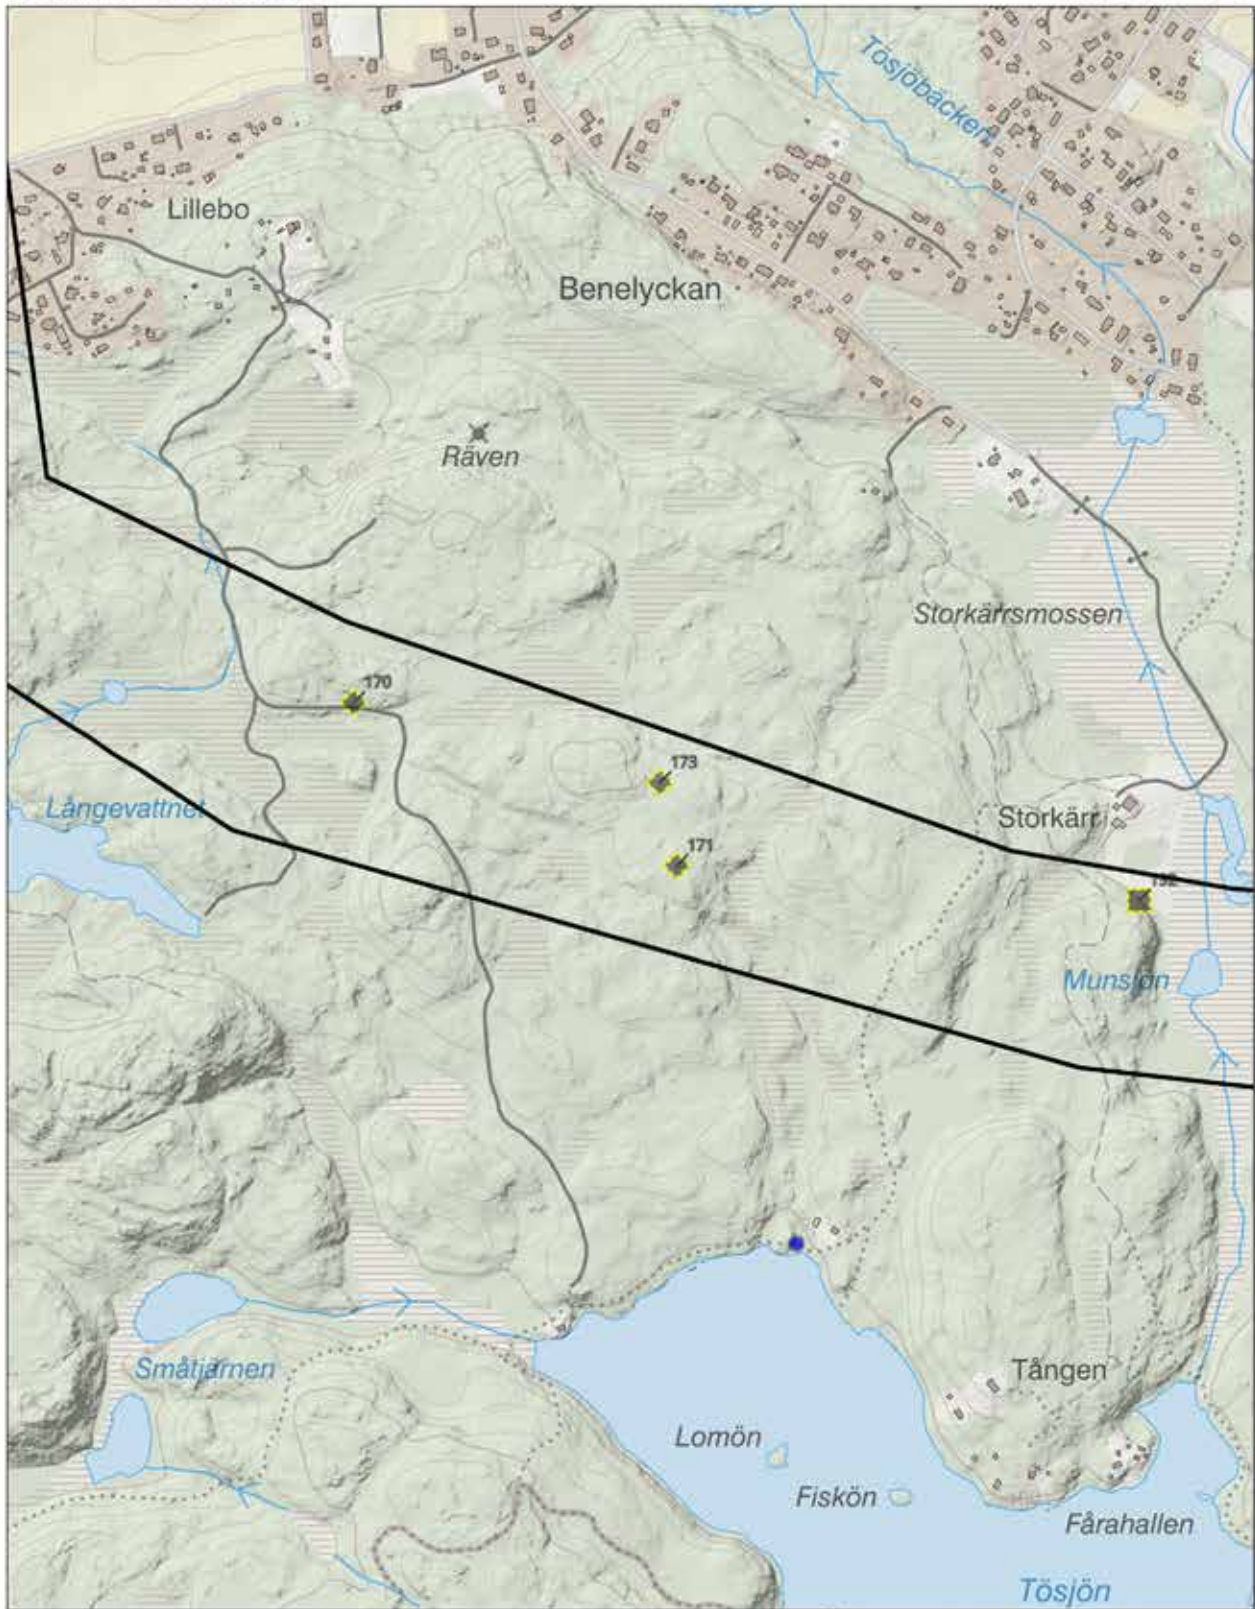 Tösjöbäcken
Lillebo
Benelyckan
Räven
Storkärrsmossen
170
173
Långevattnet
Storkärr
171
Munsjön
Småtjärnen
Tången
Lomön
Fiskön
Fårahallen
Tösjön